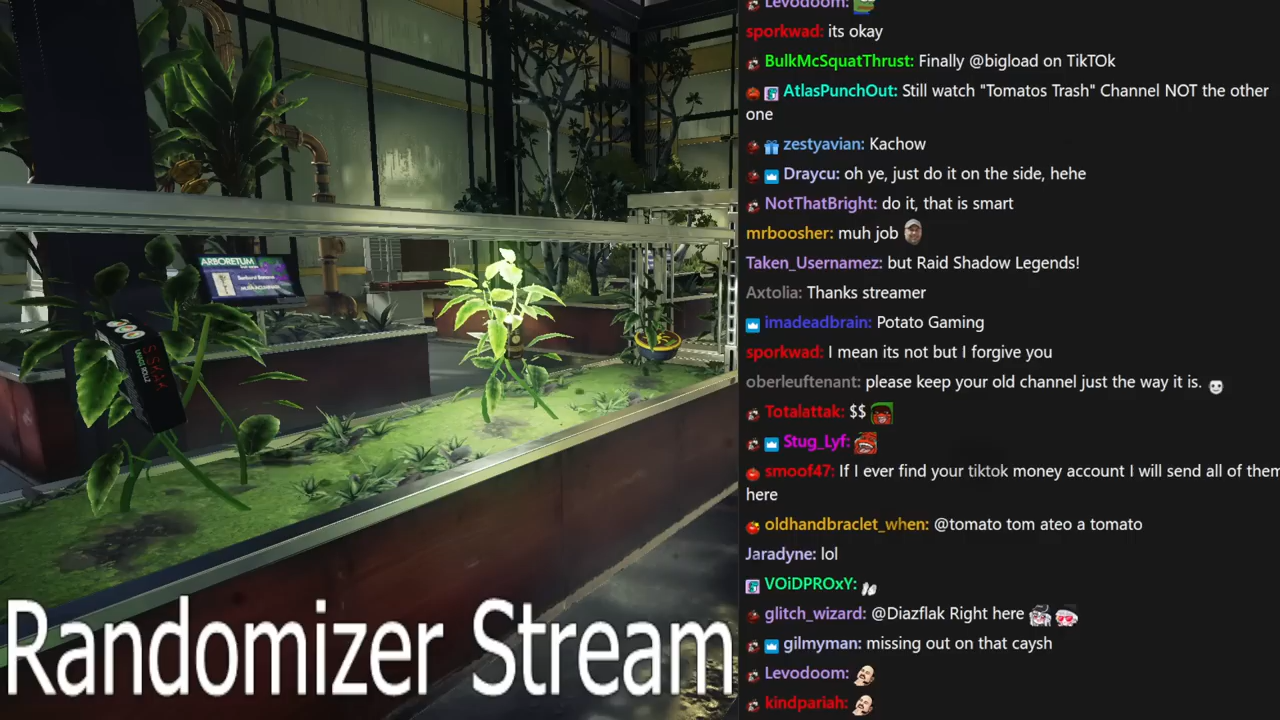 Levodoom:
sporkwad: its okay
BulkMcSquatThrust: Finally @bigload on TikTOk
AtlasPunchOut: Still watch "Tomatos Trash" Channel NOT the other
one
zestyavian: Kachow
Draycu: oh ye, just do it on the side, hehe
NotThatBright: do it, that is smart
mrboosher: muh job
Taken_Usernamez: but Raid Shadow Legends!
Axtolia: Thanks streamer
imadeadbrain: Potato Gaming
sporkwad: I mean its not but I forgive you
oberleuftenant: please keep your old channel just the way it is.
Totalattak: $$
Stug_Lyf:
smoof47: If I ever find your tiktok money account I will send all of them
here
oldhandbraclet_when: @tomato tom ateo a tomato
Jaradyne: lol
VOiDPROxY:
glitch_wizard: @Diazflak Right here
gilmyman: missing out on that caysh
Levodoom:
kindpariah:
ARBORETUM
Randomizer Stream